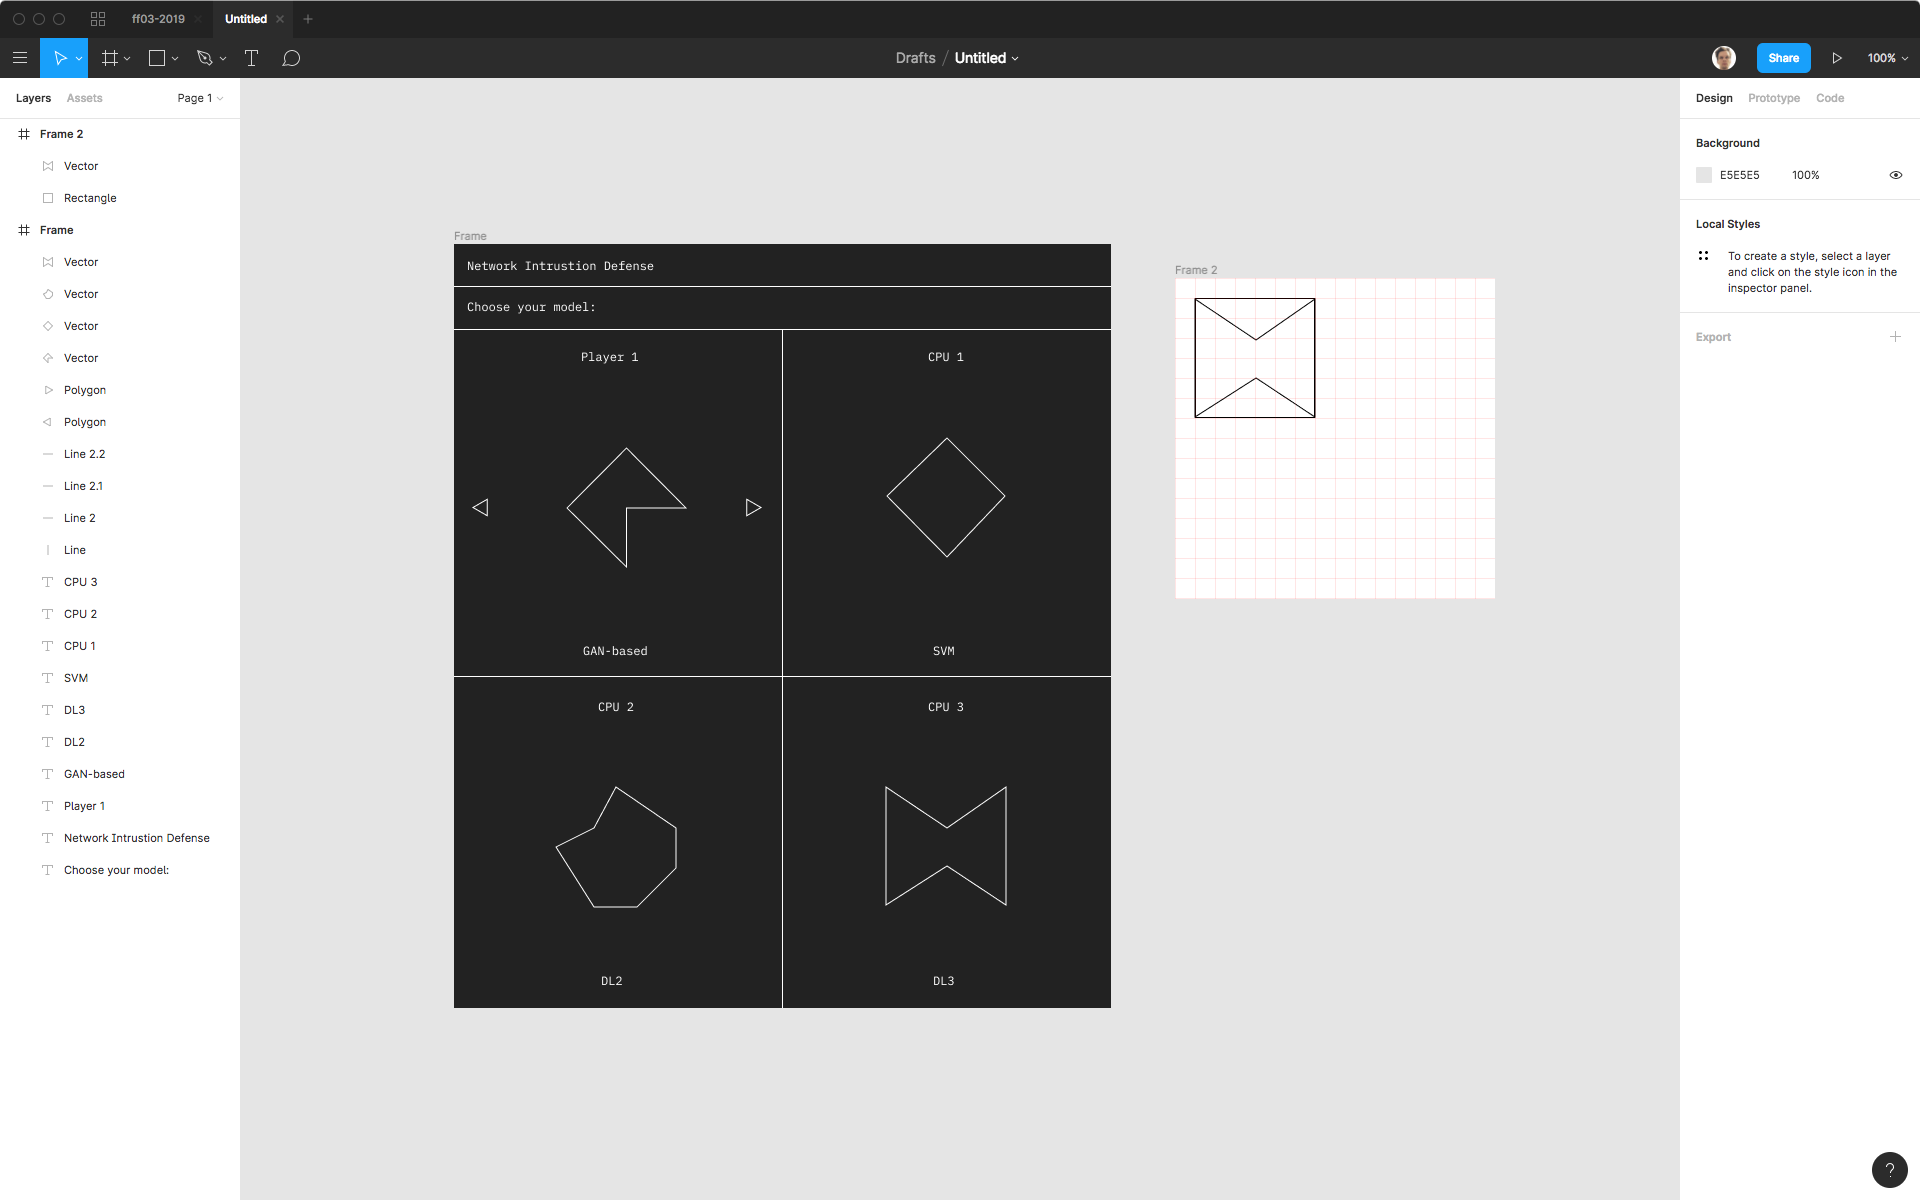 ff03-2019
Untitled
Drafts / Untitled
Share
100%
Layers
Assets
Page 1
Frame 2
Vector
Rectangle
Frame
Vector
Vector
Vector
Vector
Polygon
Polygon
Line 2.2
Line 2.1
Line 2
Line
CPU 3
CPU 2
CPU 1
SVM
DL3
DL2
GAN-based
Player 1
Network Intrustion Defense
Choose your model:
Frame
Network Intrustion Defense
Choose your model:
Player 1
CPU 1
GAN-based
SVM
CPU 2
CPU 3
DL2
DL3
Frame 2
Design
Prototype
Code
Background
E5E5E5
100%
Local Styles
To create a style, select a layer
and click on the style icon in the
inspector panel.
Export
?